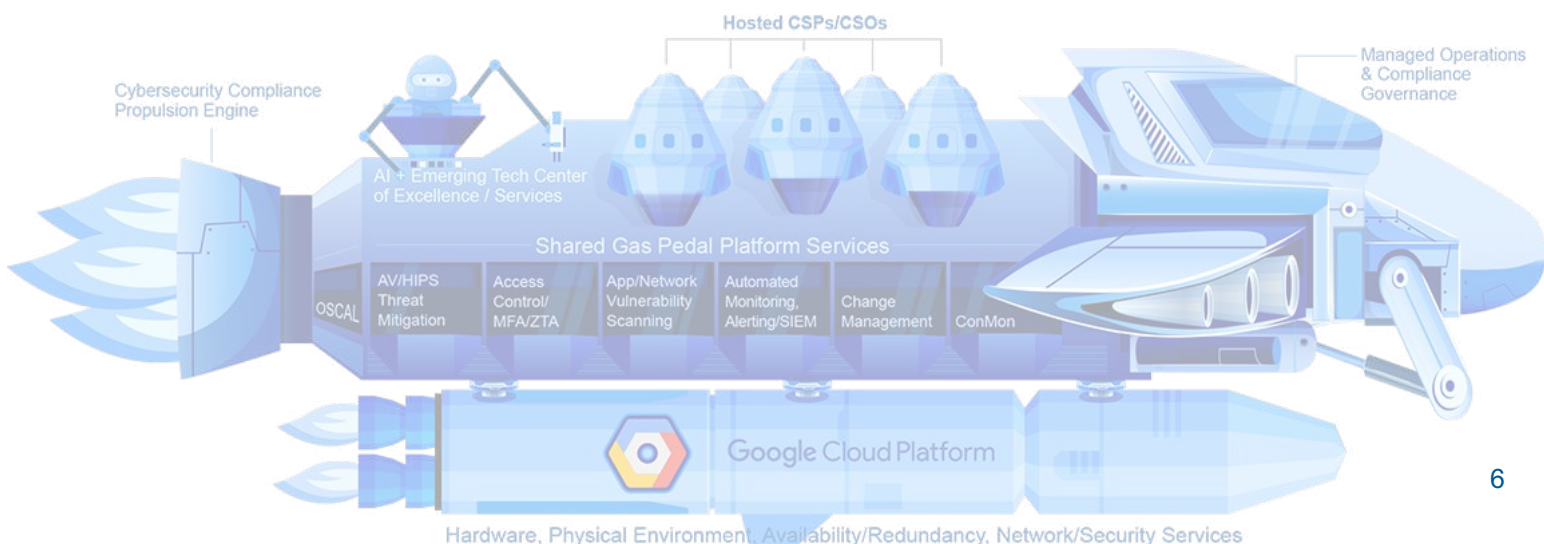 Hosted CSPs/CSOs
Cybersecurity Compliance
Propulsion Engine
Managed Operations
& Compliance
Governance
AI + Emerging Tech Center
of Excellence / Services
Shared Gas Pedal Platform Services
OSCAL
AV/HIPS
Threat
Mitigation
Access
Control/
MFA/ZTA
App/Network
Vulnerability
Scanning
Automated
Monitoring,
Alerting/SIEM
Change
Management
ConMon
Google Cloud Platform
6
Hardware, Physical Environment, Availability/Redundancy, Network/Security Services